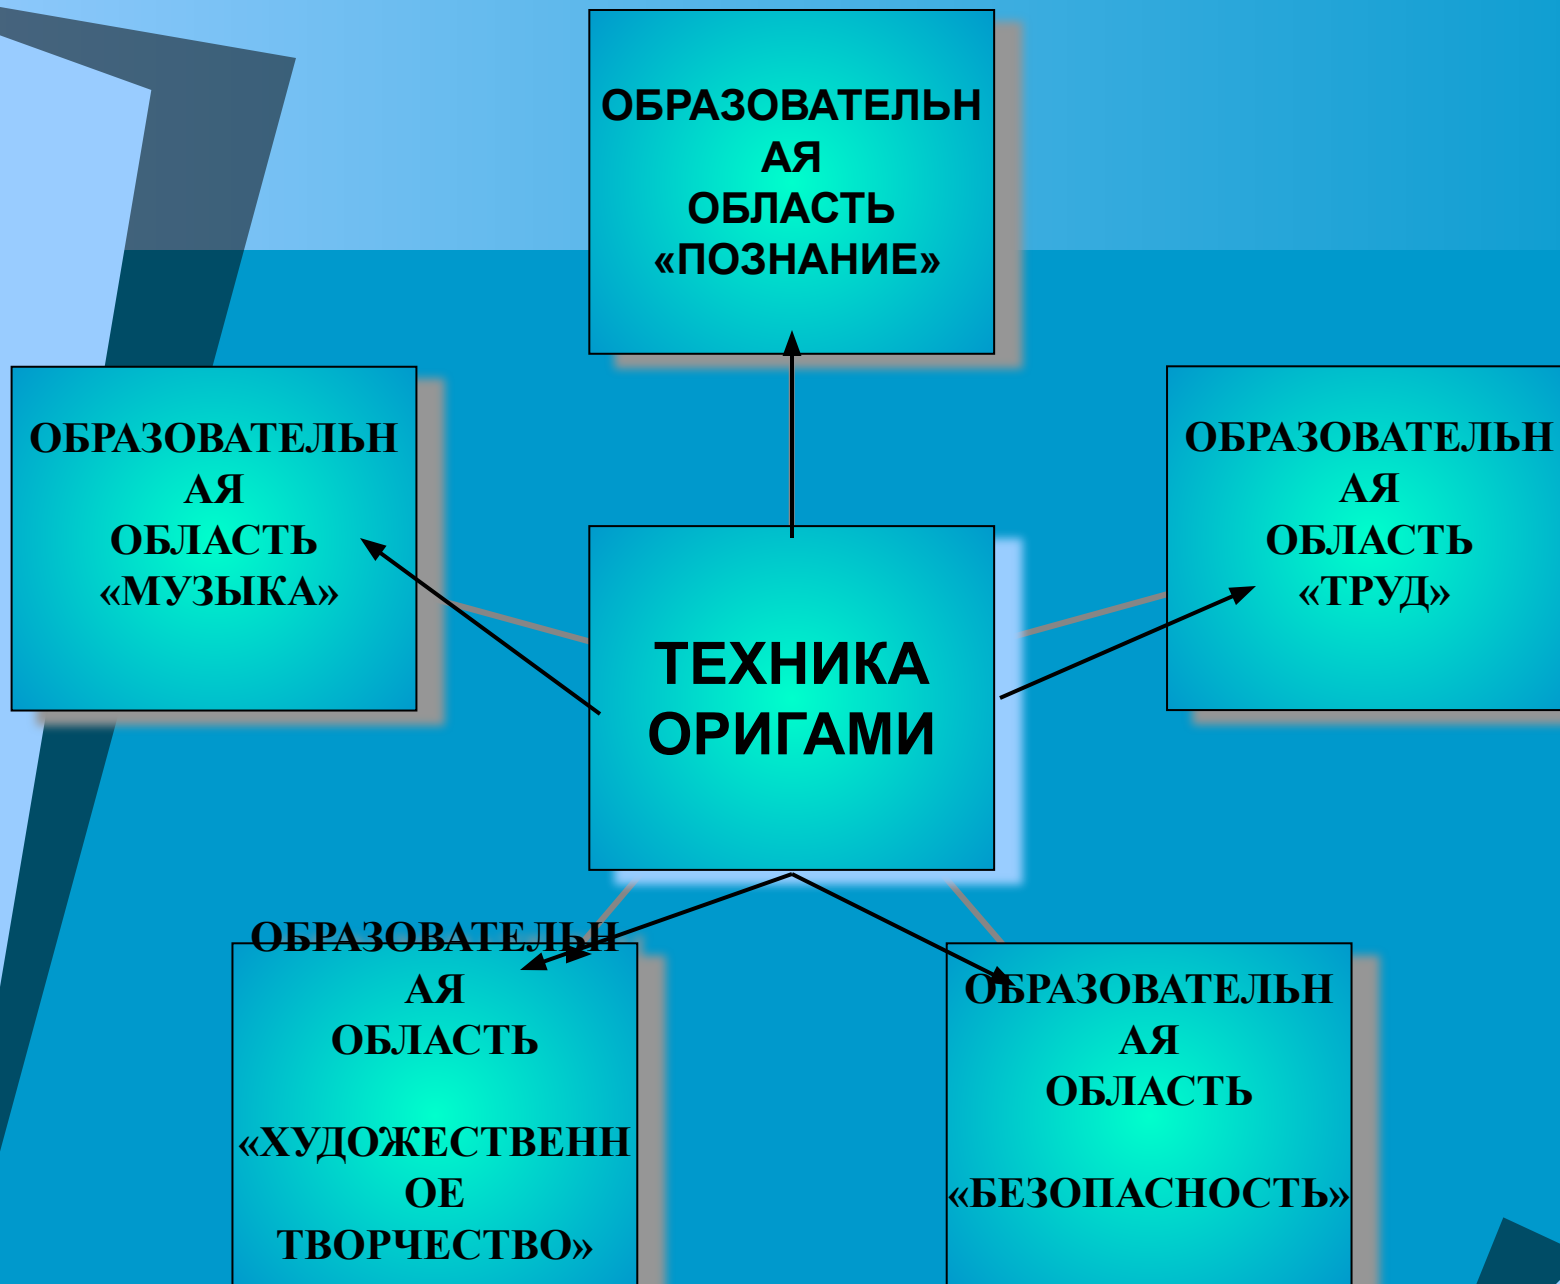 ОБРАЗОВАТЕЛЬН
АЯ
ОБЛАСТЬ
«ПОЗНАНИЕ»
ОБРАЗОВАТЕЛЬН
АЯ
ОБЛАСТЬ
«МУЗЫКА»
ОБРАЗОВАТЕЛЬН
АЯ
ОБЛАСТЬ
«ТРУД»
ТЕХНИКА
ОРИГАМИ
ОБРАЗОВАТЕЛЬН
АЯ
ОБЛАСТЬ
«ХУДОЖЕСТВЕНН
ОЕ
ТВОРЧЕСТВО»
ОБРАЗОВАТЕЛЬН
АЯ
ОБЛАСТЬ
«БЕЗОПАСНОСТЬ»